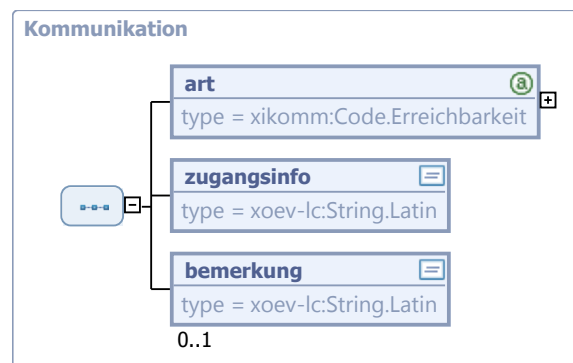 Kommunikation
art
type = xikomm:Code.Erreichbarkeit
zugangsinfo
type = xoev-lc:String.Latin
bemerkung
type = xoev-lc:String.Latin
0..1